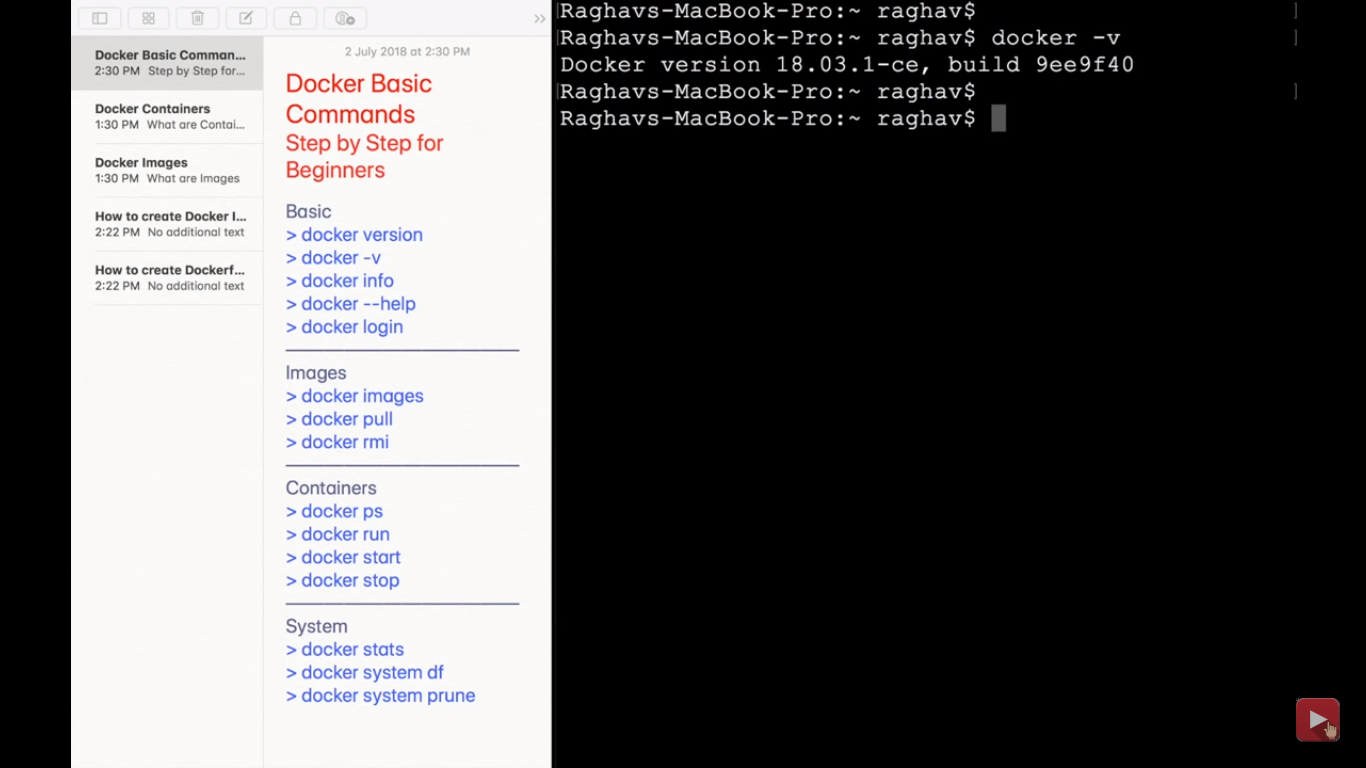 Docker Basic Comman...
2:30 PM Step by Step for...
Docker Containers
1:30 PM What are Contai...
Docker Images
1:30 PM What are Images
How to create Docker I...
2:22 PM No additional text
How to create Dockerf...
2:22 PM No additional text
2 July 2018 at 2:30 PM
Docker Basic
Commands
Step by Step for
Beginners
Basic
> docker version
> docker -v
> docker info
> docker --help
> docker login
Images
> docker images
> docker pull
> docker rmi
Containers
> docker ps
> docker run
> docker start
> docker stop
System
> docker stats
> docker system df
> docker system prune
[Raghavs-MacBook-Pro:~ raghav$ ]
[Raghavs-MacBook-Pro:~ raghav$ docker -v ]
Docker version 18.03.1-ce, build 9ee9f40
[Raghavs-MacBook-Pro:~ raghav$ ]
Raghavs-MacBook-Pro:~ raghav$